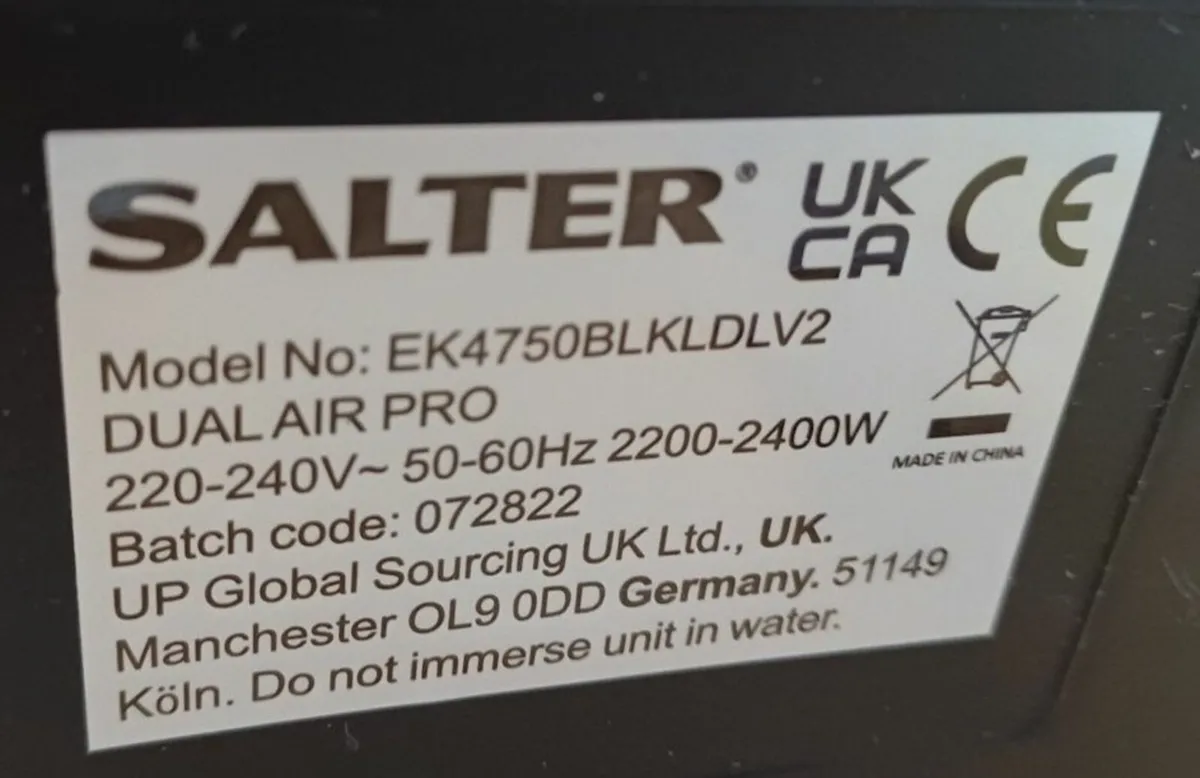 SALTER®
UK
CA
CE
Model No: EK4750BLKLDLV2
DUAL AIR PRO
220-240V~ 50-60Hz 2200-2400W
MADE IN CHINA
Batch code: 072822
UP Global Sourcing UK Ltd., UK.
Manchester OL9 0DD Germany. 51149
Köln. Do not immerse unit in water.